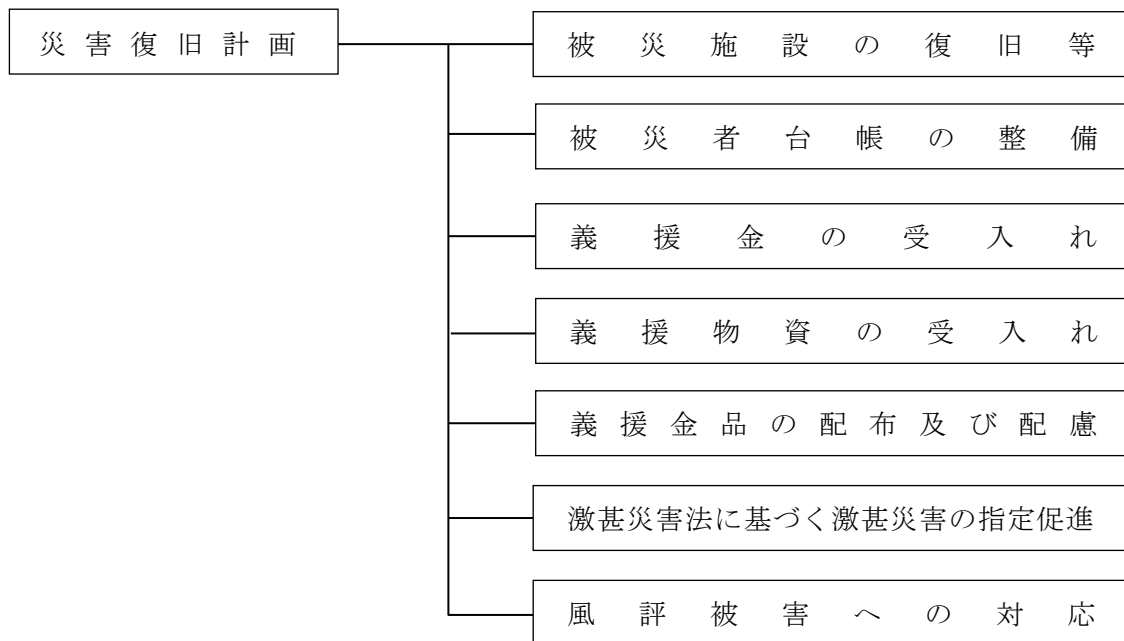 災害復旧計画
被災施設の復旧等
被災者台帳の整備
義援金の受入れ
義援物資の受入れ
義援金品の配布及び配慮
激甚災害法に基づく激甚災害の指定促進
風評被害への対応